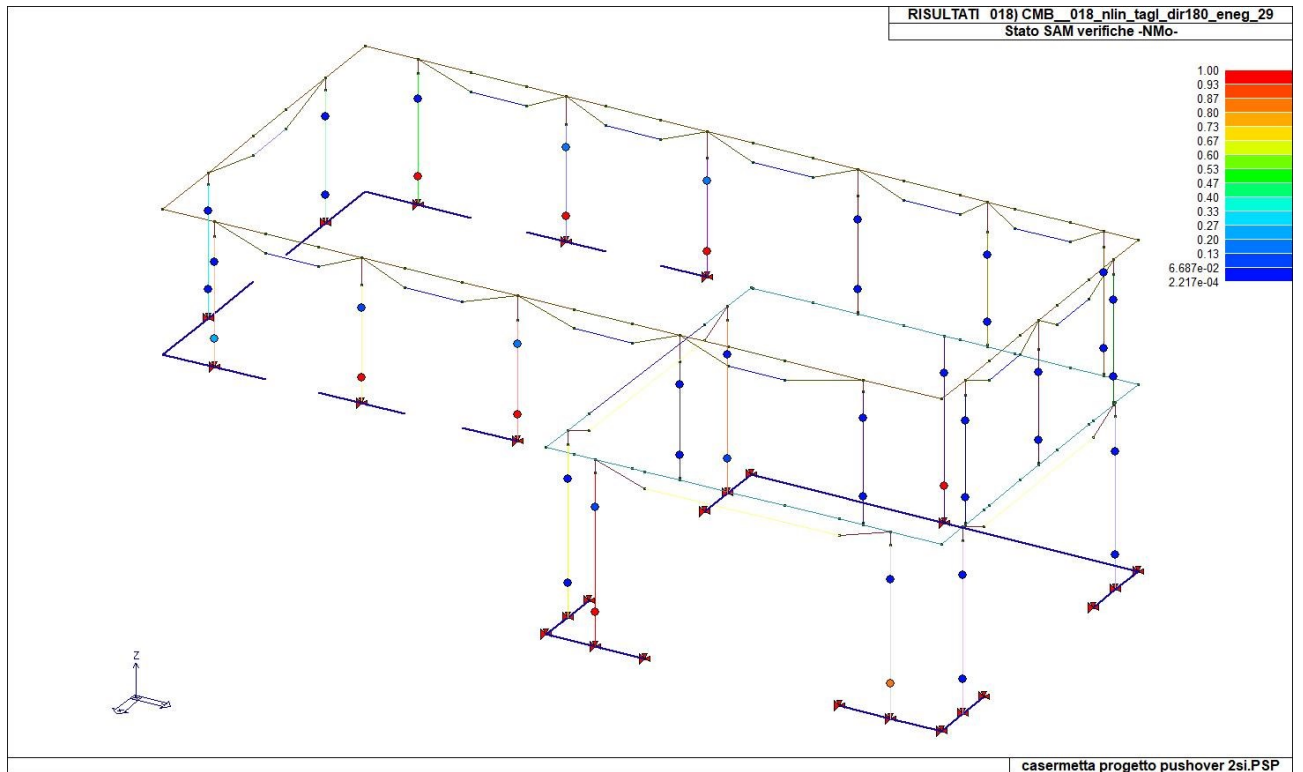 RISULTATI 018) CMB__018_nlin_tagl_dir180_eneg_29
Stato SAM verifiche -NMo-
1.00
0.93
0.87
0.80
0.73
0.67
0.60
0.53
0.47
0.40
0.33
0.27
0.20
0.13
6.687e-02
2.217e-04
Z
casermetta progetto pushover 2si.PSP